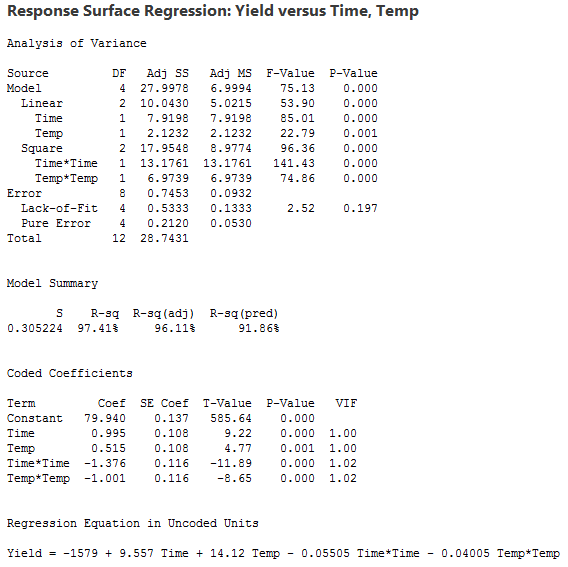 Response Surface Regression: Yield versus Time, Temp
Analysis of Variance
Source DF Adj SS Adj MS F-Value P-Value
Model 4 27.9978 6.9994 75.13 0.000
Linear 2 10.0430 5.0215 53.90 0.000
Time 1 7.9198 7.9198 85.01 0.000
Temp 1 2.1232 2.1232 22.79 0.001
Square 2 17.9548 8.9774 96.36 0.000
Time*Time 1 13.1761 13.1761 141.43 0.000
Temp*Temp 1 6.9739 6.9739 74.86 0.000
Error 8 0.7453 0.0932
Lack-of-Fit 4 0.5333 0.1333 2.52 0.197
Pure Error 4 0.2120 0.0530
Total 12 28.7431
Model Summary
S R-sq R-sq(adj) R-sq(pred)
0.305224 97.41% 96.11% 91.86%
Coded Coefficients
Term Coef SE Coef T-Value P-Value VIF
Constant 79.940 0.137 585.64 0.000
Time 0.995 0.108 9.22 0.000 1.00
Temp 0.515 0.108 4.77 0.001 1.00
Time*Time -1.376 0.116 -11.89 0.000 1.02
Temp*Temp -1.001 0.116 -8.65 0.000 1.02
Regression Equation in Uncoded Units
Yield = -1579 + 9.557 Time + 14.12 Temp - 0.05505 Time*Time - 0.04005 Temp*Temp